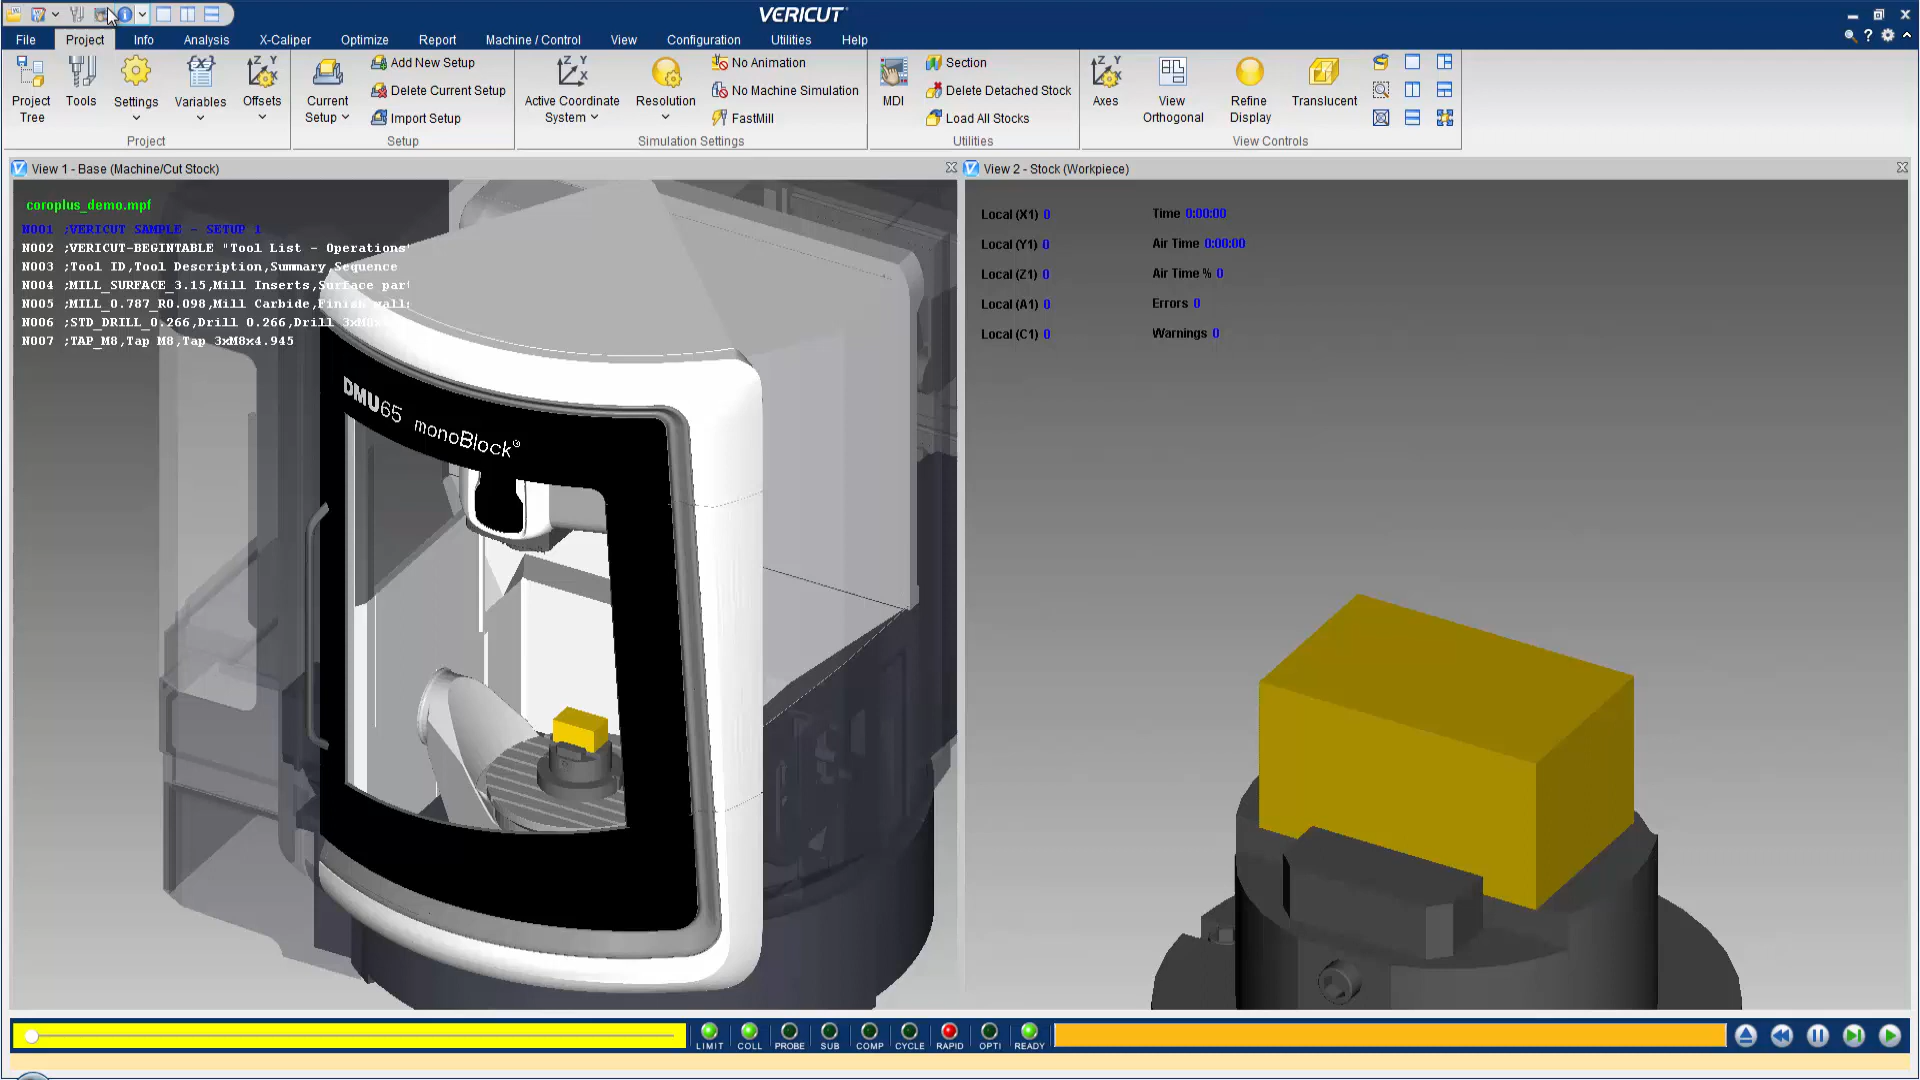 VERICUT
File Project Info Analysis X-Caliper Optimize Report Machine / Control View Configuration Utilities Help
Project Tree
Tools
Settings
Variables
Offsets
Project
Current Setup
Add New Setup
Delete Current Setup
Import Setup
Setup
Active Coordinate System
Resolution
No Animation
No Machine Simulation
FastMill
Simulation Settings
MDI
Section
Delete Detached Stock
Load All Stocks
Utilities
Axes
View Orthogonal
Refine Display
Translucent
View Controls
View 1 - Base (Machine/Cut Stock)
coroplus_demo.mpf
N001 ;VERICUT SAMPLE - SETUP 1
N002 ;VERICUT-BEGINTABLE "Tool List - Operations"
N003 ;Tool ID,Tool Description,Summary,Sequence
N004 ;MILL_SURFACE_3.15,Mill Inserts,Surface par
N005 ;MILL_0.787_R0.098,Mill Carbide,Finish wall
N006 ;STD_DRILL_0.266,Drill 0.266,Drill
N007 ;TAP_M8,Tap M8,Tap 3xM8x4.945
DMU65 monoBlock®
View 2 - Stock (Workpiece)
Local (X1) 0 Time 0:00:00
Local (Y1) 0 Air Time 0:00:00
Local (Z1) 0 Air Time % 0
Local (A1) 0 Errors 0
Local (C1) 0 Warnings 0
LIMIT COLL PROBE SUB COMP CYCLE RAPID OPTI READY